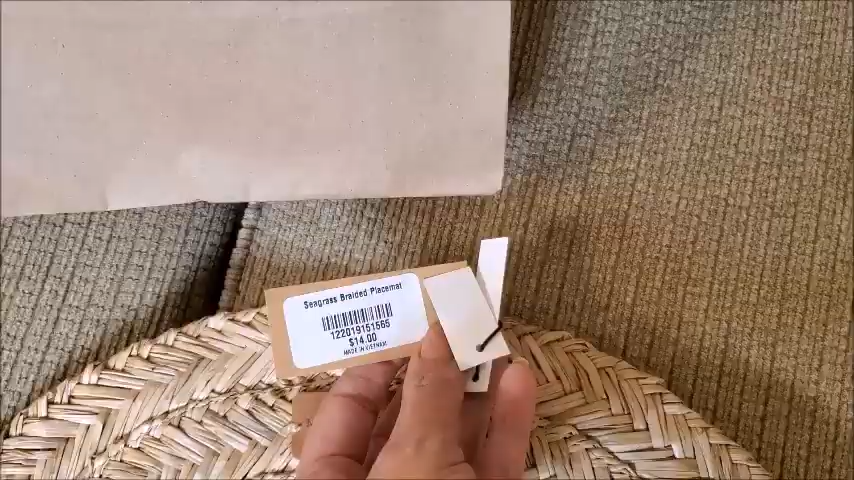 Seagrass Braided Placemat
122019151565
$14.00
MADE IN VIETNAM